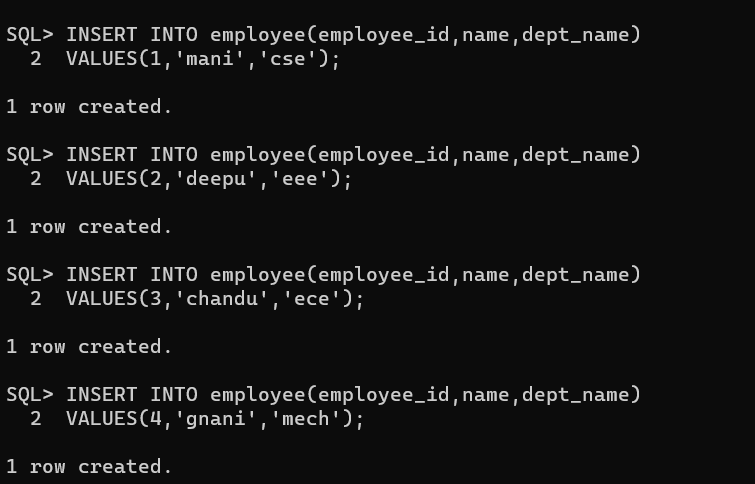 SQL> INSERT INTO employee(employee_id,name,dept_name)
  2  VALUES(1,'mani','cse');
1 row created.
SQL> INSERT INTO employee(employee_id,name,dept_name)
  2  VALUES(2,'deepu','eee');
1 row created.
SQL> INSERT INTO employee(employee_id,name,dept_name)
  2  VALUES(3,'chandu','ece');
1 row created.
SQL> INSERT INTO employee(employee_id,name,dept_name)
  2  VALUES(4,'gnani','mech');
1 row created.